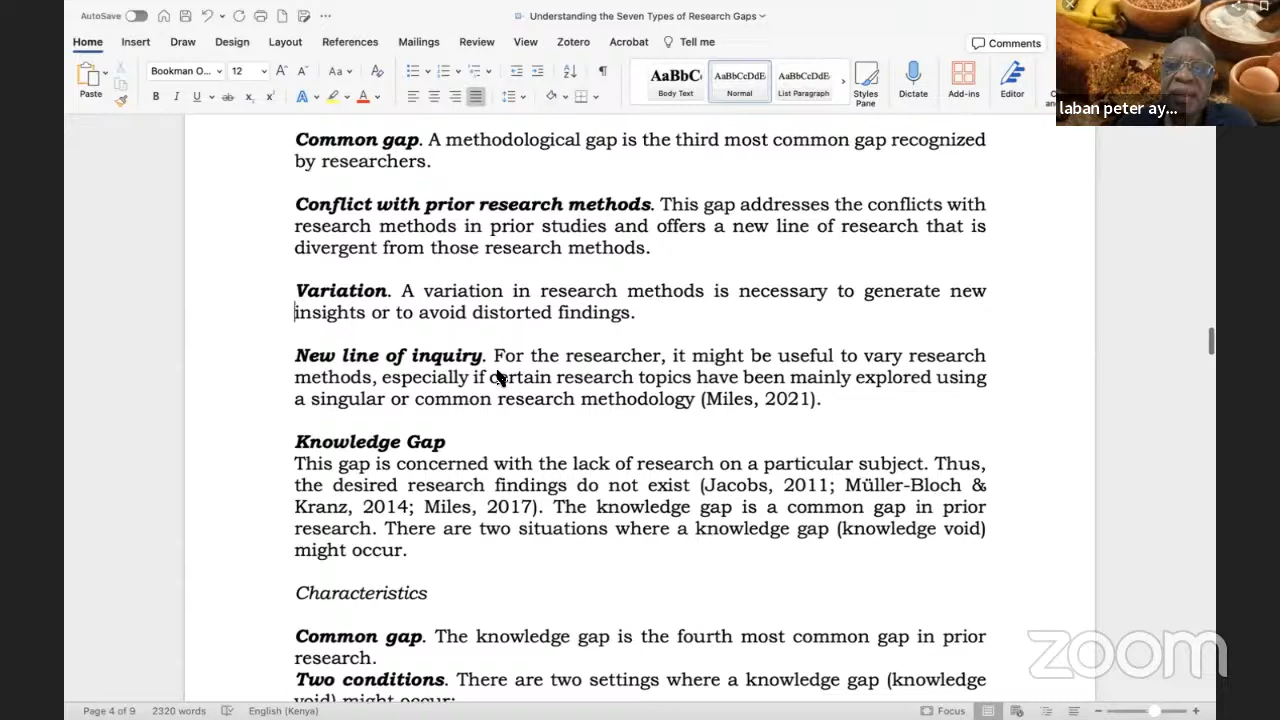 AutoSave
Understanding the Seven Types of Research Gaps
Home Insert Draw Design Layout References Mailings Review View Zotero Acrobat Tell me
Comments
Paste
Bookman O... 12
AaBbC AaBbCcDdE AaBbCcDdE
Body Text Normal List Paragraph
Styles Pane
Dictate
Add-ins
Editor
laban peter ay...
Common gap. A methodological gap is the third most common gap recognized
by researchers.
Conflict with prior research methods. This gap addresses the conflicts with
research methods in prior studies and offers a new line of research that is
divergent from those research methods.
Variation. A variation in research methods is necessary to generate new
insights or to avoid distorted findings.
New line of inquiry. For the researcher, it might be useful to vary research
methods, especially if certain research topics have been mainly explored using
a singular or common research methodology (Miles, 2021).
Knowledge Gap
This gap is concerned with the lack of research on a particular subject. Thus,
the desired research findings do not exist (Jacobs, 2011; Müller-Bloch &
Kranz, 2014; Miles, 2017). The knowledge gap is a common gap in prior
research. There are two situations where a knowledge gap (knowledge void)
might occur.
Characteristics
Common gap. The knowledge gap is the fourth most common gap in prior
research.
Two conditions. There are two settings where a knowledge gap (knowledge
void) might occur:
zoom
Page 4 of 9 2320 words English (Kenya) Focus